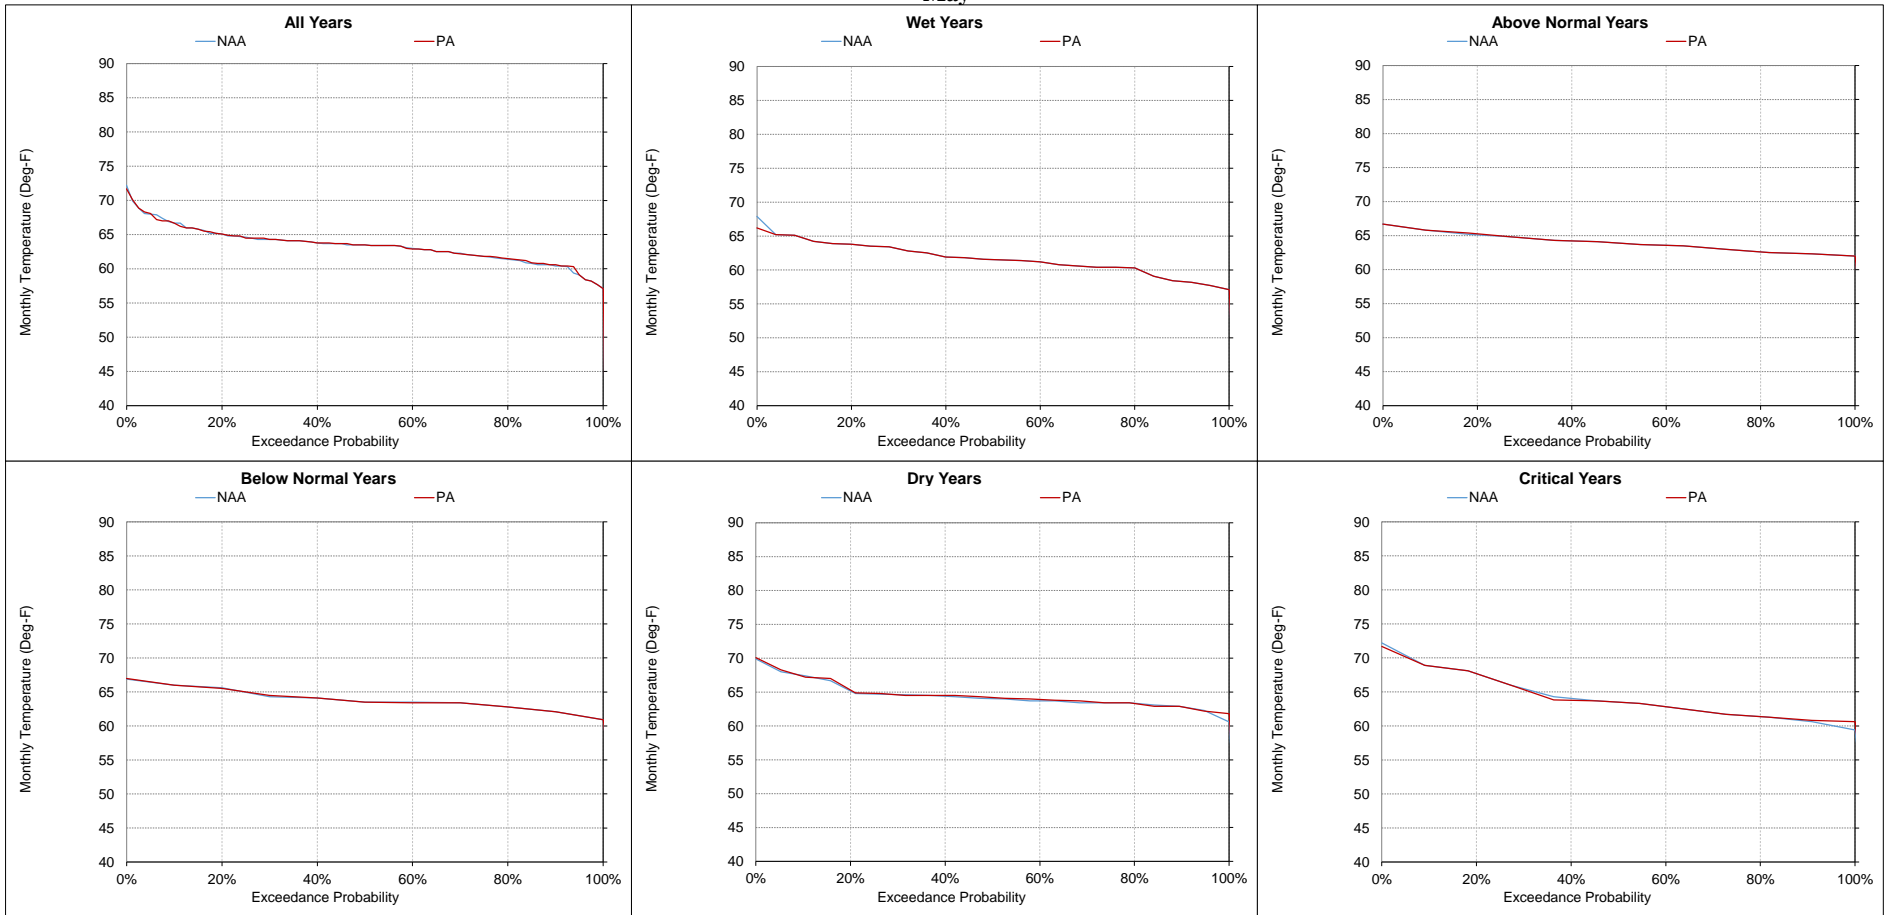 All Years
NAA PA
90
85
80
75
70
65
60
55
50
45
40
Monthly Temperature (Deg-F)
0% 20% 40% 60% 80% 100%
Exceedance Probability
Wet Years
NAA PA
90
85
80
75
70
65
60
55
50
45
40
Monthly Temperature (Deg-F)
0% 20% 40% 60% 80% 100%
Exceedance Probability
Above Normal Years
NAA PA
90
85
80
75
70
65
60
55
50
45
40
Monthly Temperature (Deg-F)
0% 20% 40% 60% 80% 100%
Exceedance Probability
Below Normal Years
NAA PA
90
85
80
75
70
65
60
55
50
45
40
Monthly Temperature (Deg-F)
0% 20% 40% 60% 80% 100%
Exceedance Probability
Dry Years
NAA PA
90
85
80
75
70
65
60
55
50
45
40
Monthly Temperature (Deg-F)
0% 20% 40% 60% 80% 100%
Exceedance Probability
Critical Years
NAA PA
90
85
80
75
70
65
60
55
50
45
40
Monthly Temperature (Deg-F)
0% 20% 40% 60% 80% 100%
Exceedance Probability